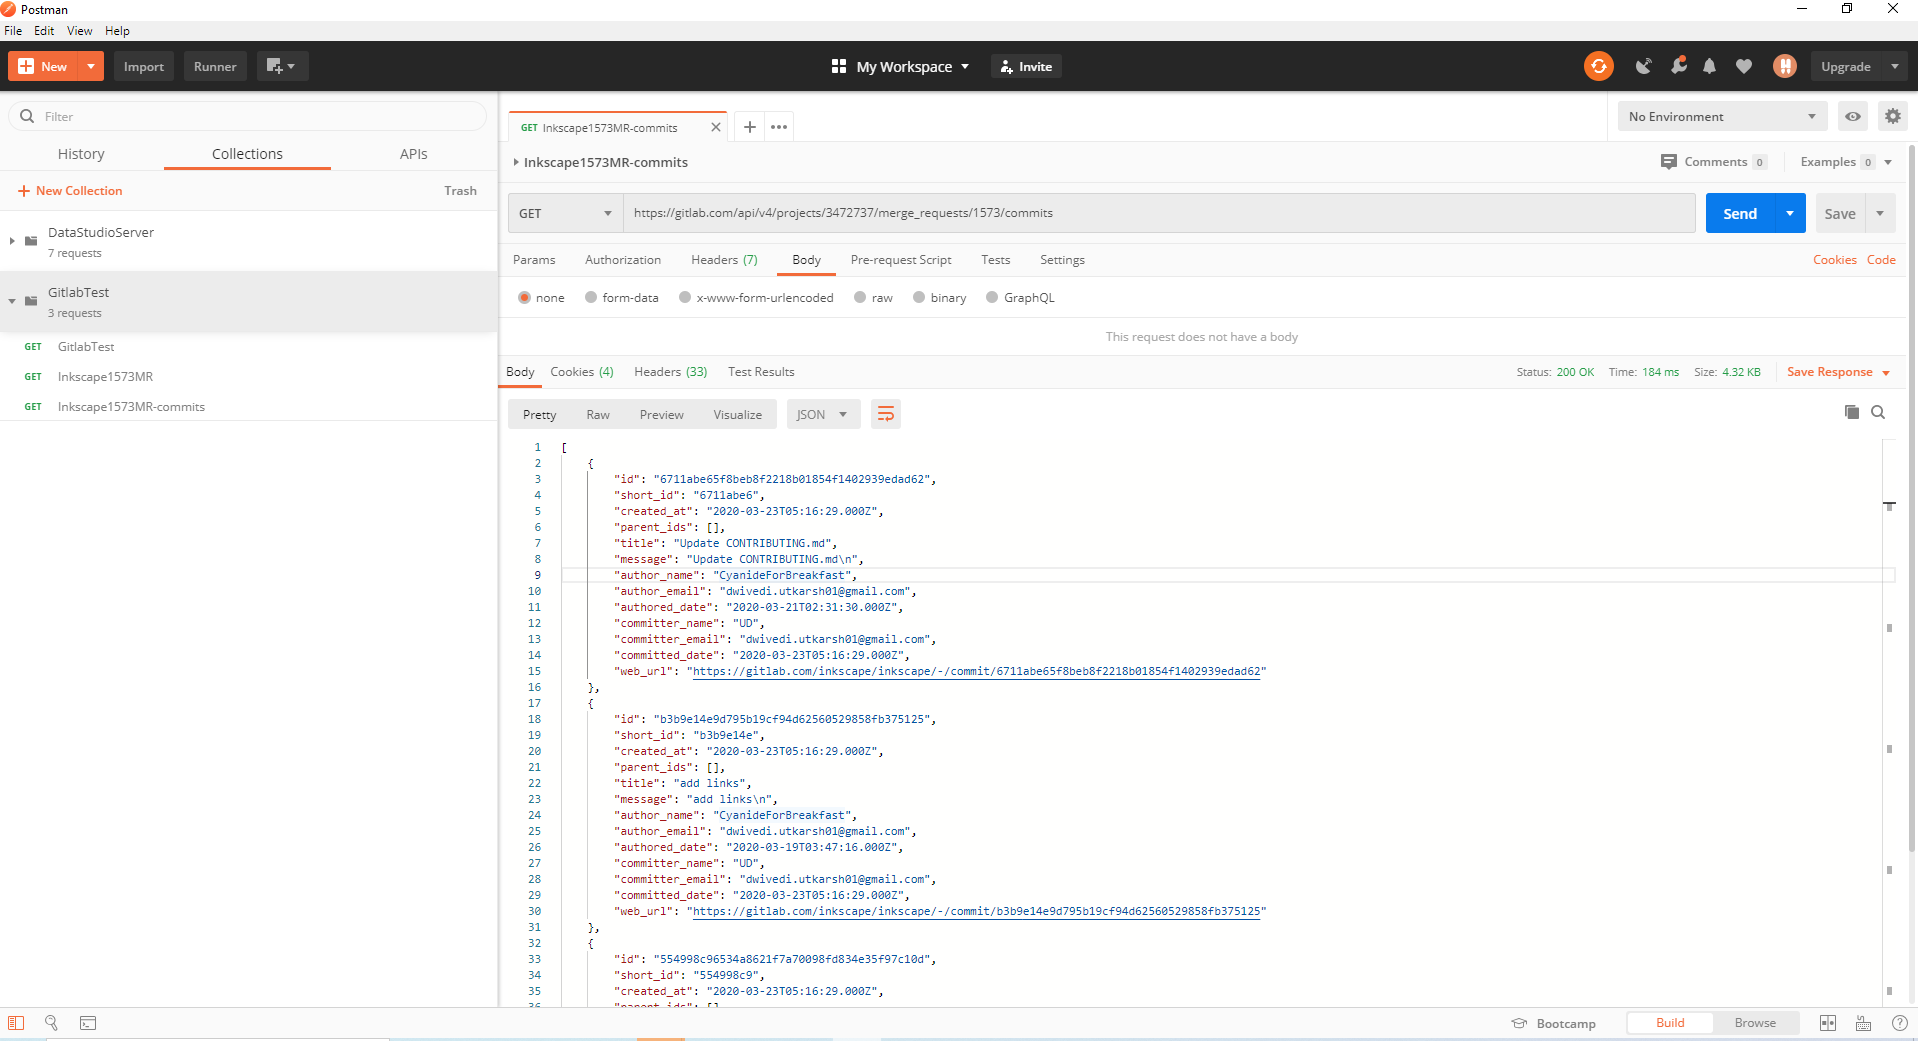 Postman
File Edit View Help
New Import Runner My Workspace Invite Upgrade
Filter
History Collections APIs
New Collection Trash
DataStudioServer
7 requests
GitlabTest
3 requests
GET GitlabTest
GET Inkscape1573MR
GET Inkscape1573MR-commits
GET Inkscape1573MR-commits
No Environment
Inkscape1573MR-commits Comments 0 Examples 0
GET https://gitlab.com/api/v4/projects/3472737/merge_requests/1573/commits Send Save
Params Authorization Headers (7) Body Pre-request Script Tests Settings Cookies Code
none form-data x-www-form-urlencoded raw binary GraphQL
This request does not have a body
Body Cookies (4) Headers (33) Test Results Status: 200 OK Time: 184 ms Size: 4.32 KB Save Response
Pretty Raw Preview Visualize JSON
1 [
2 {
3 "id": "6711abe65f8beb8f2218b01854f1402939edad62",
4 "short_id": "6711abe6",
5 "created_at": "2020-03-23T05:16:29.000Z",
6 "parent_ids": [],
7 "title": "Update CONTRIBUTING.md",
8 "message": "Update CONTRIBUTING.md\n",
9 "author_name": "CyanideForBreakfast",
10 "author_email": "dwivedi.utkarsh01@gmail.com",
11 "authored_date": "2020-03-21T02:31:30.000Z",
12 "committer_name": "UD",
13 "committer_email": "dwivedi.utkarsh01@gmail.com",
14 "committed_date": "2020-03-23T05:16:29.000Z",
15 "web_url": "https://gitlab.com/inkscape/inkscape/-/commit/6711abe65f8beb8f2218b01854f1402939edad62"
16 },
17 {
18 "id": "b3b9e14e9d795b19cf94d62560529858fb375125",
19 "short_id": "b3b9e14e",
20 "created_at": "2020-03-23T05:16:29.000Z",
21 "parent_ids": [],
22 "title": "add links",
23 "message": "add links\n",
24 "author_name": "CyanideForBreakfast",
25 "author_email": "dwivedi.utkarsh01@gmail.com",
26 "authored_date": "2020-03-19T03:47:16.000Z",
27 "committer_name": "UD",
28 "committer_email": "dwivedi.utkarsh01@gmail.com",
29 "committed_date": "2020-03-23T05:16:29.000Z",
30 "web_url": "https://gitlab.com/inkscape/inkscape/-/commit/b3b9e14e9d795b19cf94d62560529858fb375125"
31 },
32 {
33 "id": "554998c96534a8621f7a70098fd834e35f97c10d",
34 "short_id": "554998c9",
35 "created_at": "2020-03-23T05:16:29.000Z",
36 "parent_ids": []
Bootcamp Build Browse